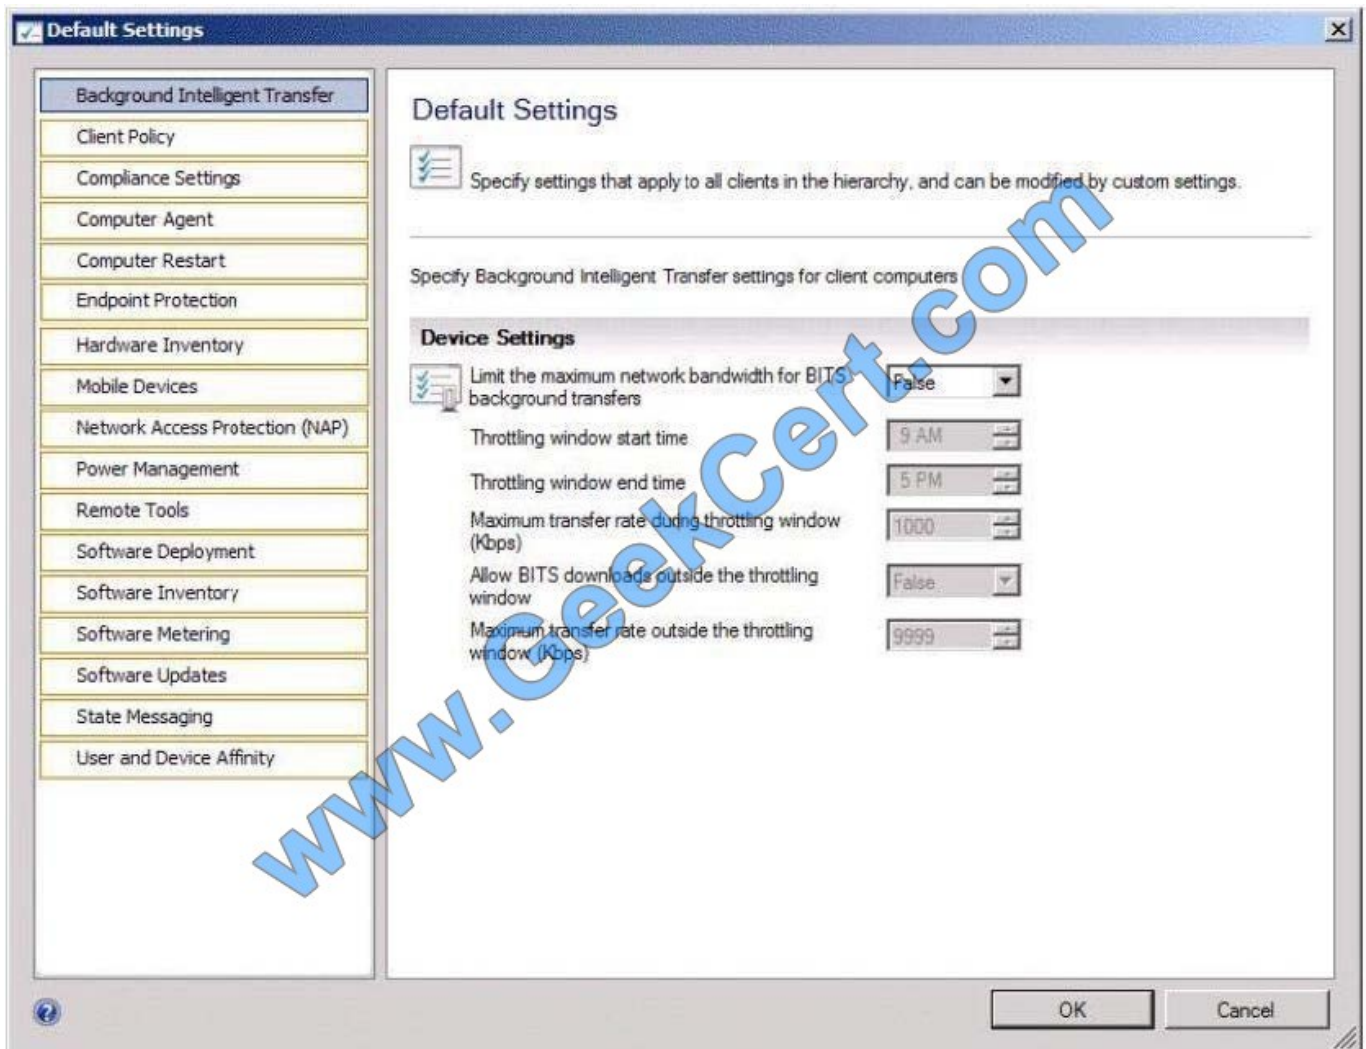 Default Settings
Background Intelligent Transfer
Client Policy
Compliance Settings
Computer Agent
Computer Restart
Endpoint Protection
Hardware Inventory
Mobile Devices
Network Access Protection (NAP)
Power Management
Remote Tools
Software Deployment
Software Inventory
Software Metering
Software Updates
State Messaging
User and Device Affinity
Default Settings
Specify settings that apply to all clients in the hierarchy, and can be modified by custom settings.
Specify Background Intelligent Transfer settings for client computers
Device Settings
Limit the maximum network bandwidth for BITS
background transfers
False
Throttling window start time
9 AM
Throttling window end time
5 PM
Maximum transfer rate during throttling window
(Kbps)
1000
Allow BITS downloads outside the throttling
window
False
Maximum transfer rate outside the throttling
window (Kbps)
9999
OK
Cancel
www.GeekCert.com